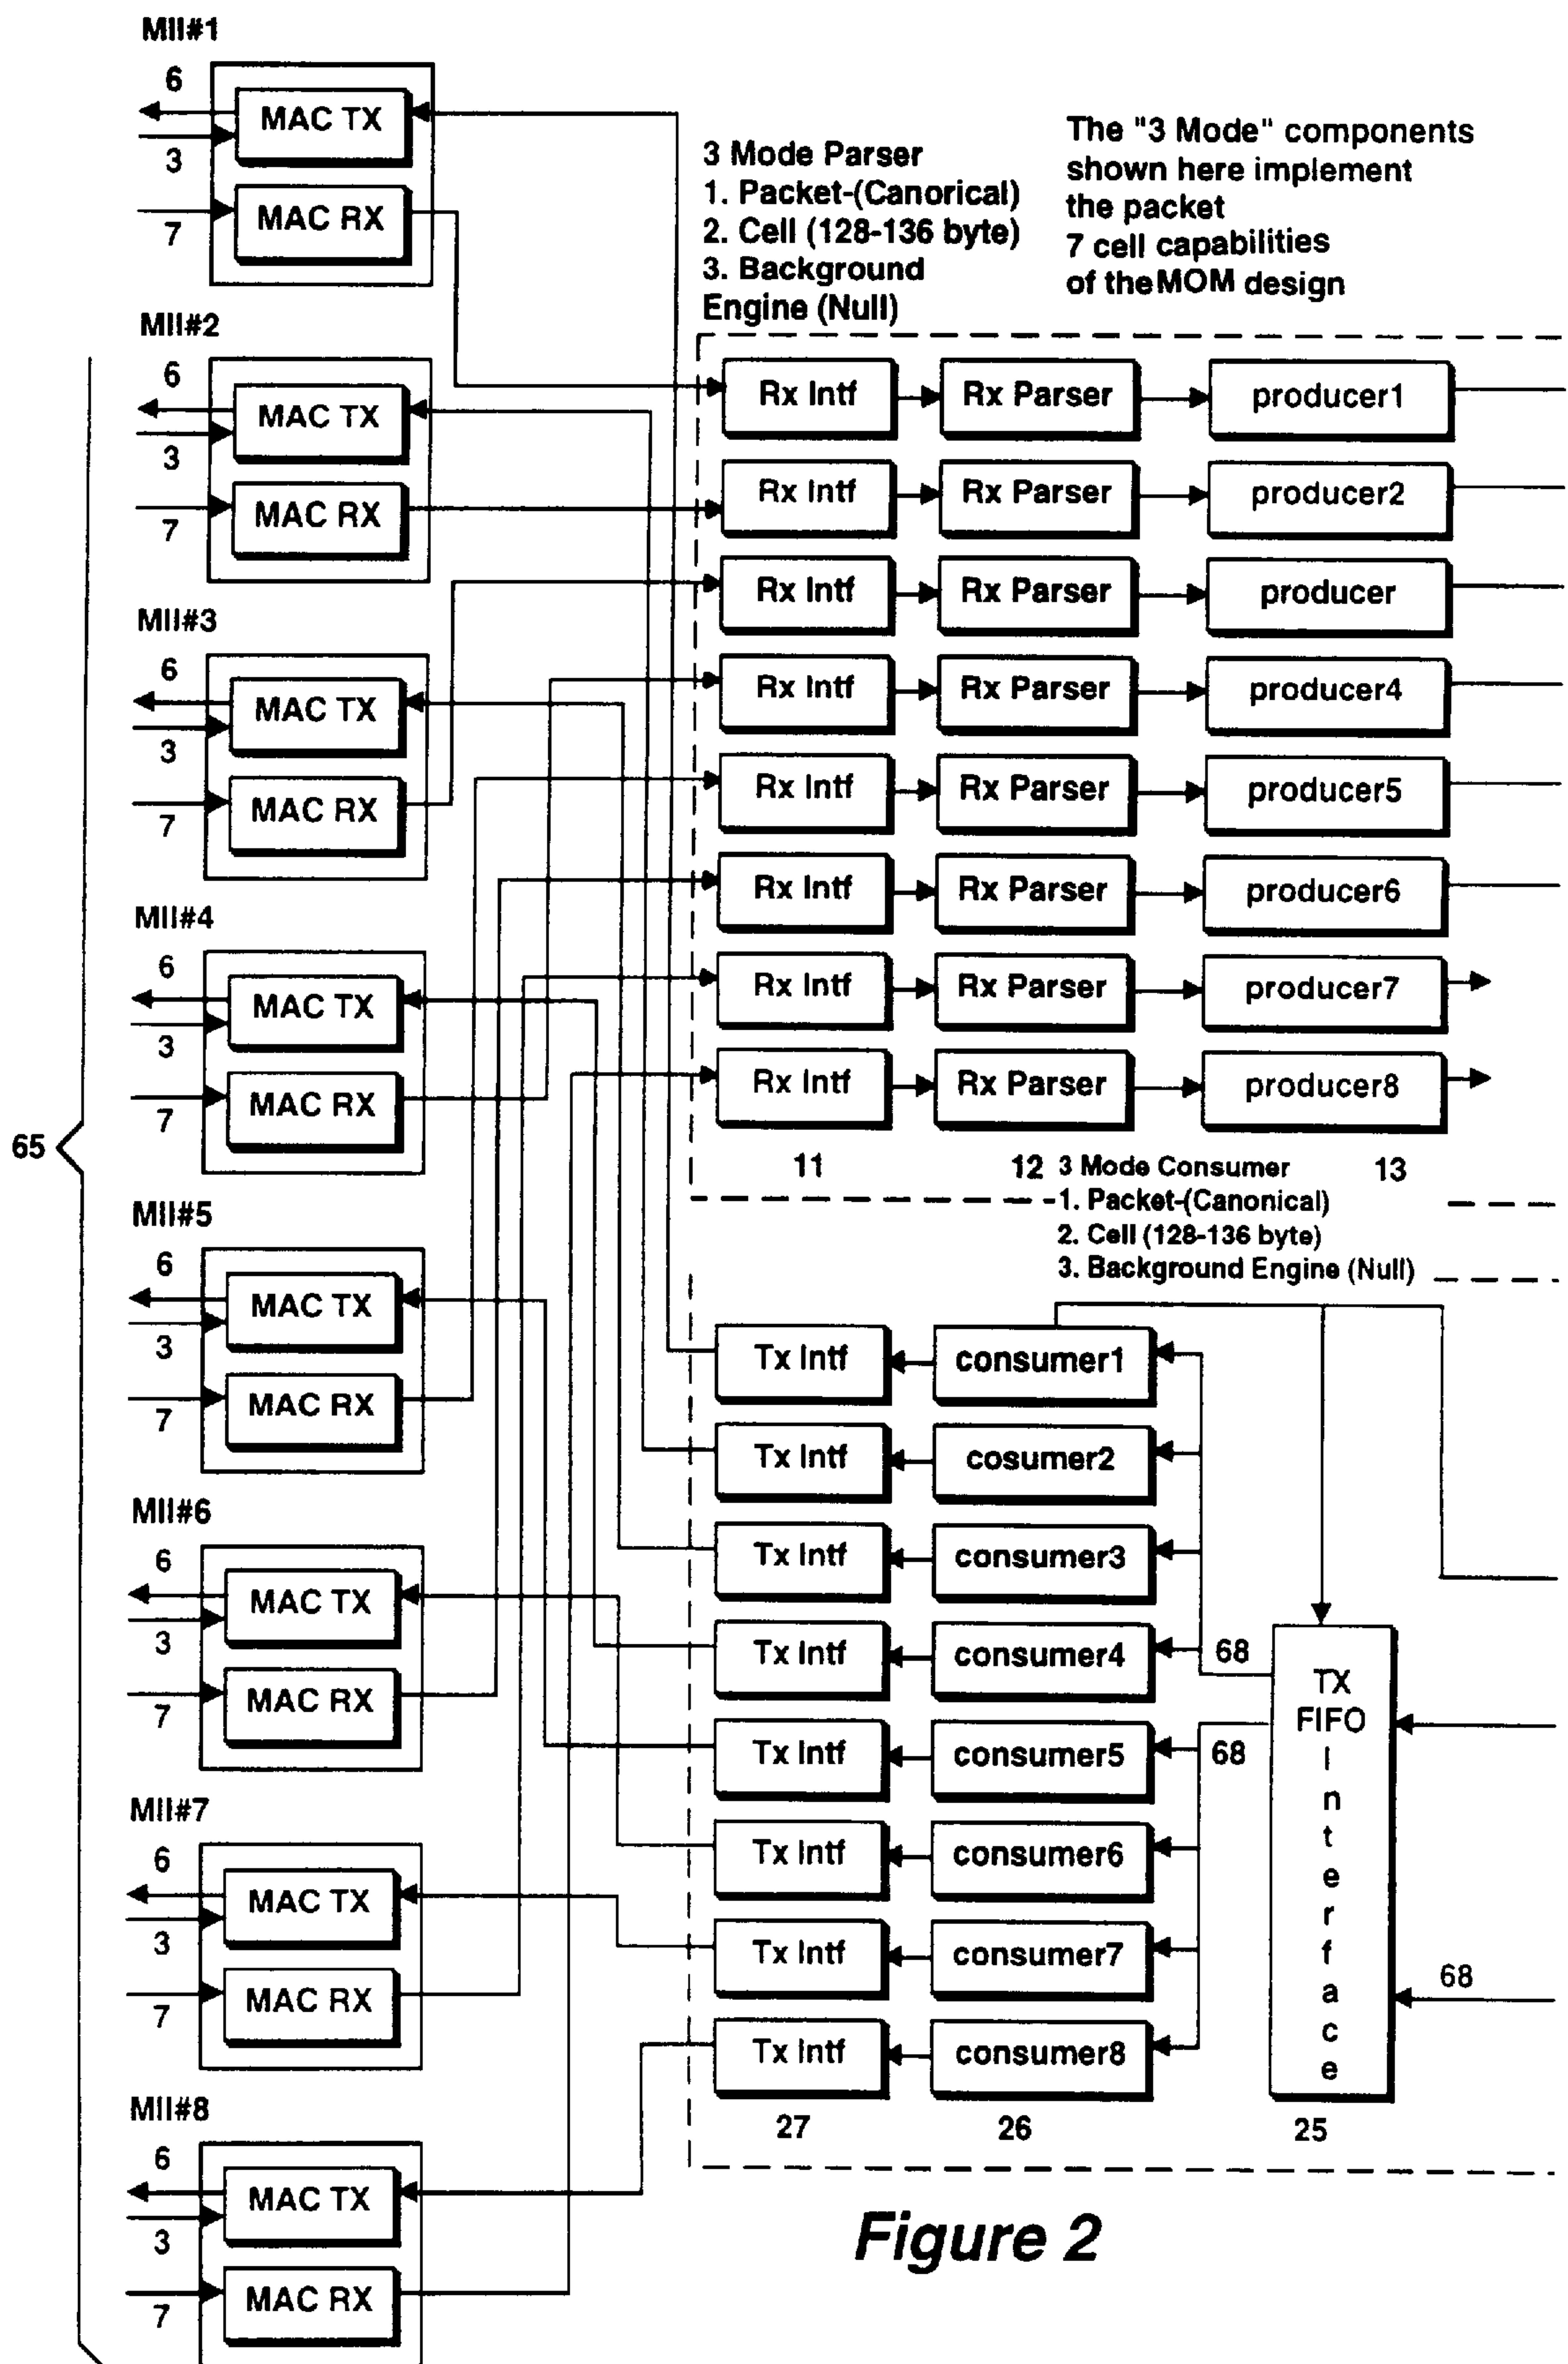 MII#1
6
MAC TX
3
MAC RX
7
3 Mode Parser
1. Packet-(Canorical)
2. Cell (128-136 byte)
3. Background
Engine (Null)
The "3 Mode" components
shown here implement
the packet
7 cell capabilities
of theMOM design
MII#2
6
MAC TX
3
MAC RX
7
MII#3
6
MAC TX
3
MAC RX
7
MII#4
6
MAC TX
3
MAC RX
7
65
MII#5
6
MAC TX
3
MAC RX
7
MII#6
6
MAC TX
3
MAC RX
7
MII#7
6
MAC TX
3
MAC RX
7
MII#8
6
MAC TX
3
MAC RX
7
Rx Intf Rx Parser producer1
Rx Intf Rx Parser producer2
Rx Intf Rx Parser producer
Rx Intf Rx Parser producer4
Rx Intf Rx Parser producer5
Rx Intf Rx Parser producer6
Rx Intf Rx Parser producer7
Rx Intf Rx Parser producer8
11 12 13
3 Mode Consumer
1. Packet-(Canonical)
2. Cell (128-136 byte)
3. Background Engine (Null)
Tx Intf consumer1
Tx Intf cosumer2
Tx Intf consumer3
Tx Intf consumer4
68
Tx Intf consumer5
68
Tx Intf consumer6
Tx Intf consumer7
Tx Intf consumer8
TX
FIFO
I
n
t
e
r
f
a
c
e
68
27 26 25
Figure 2